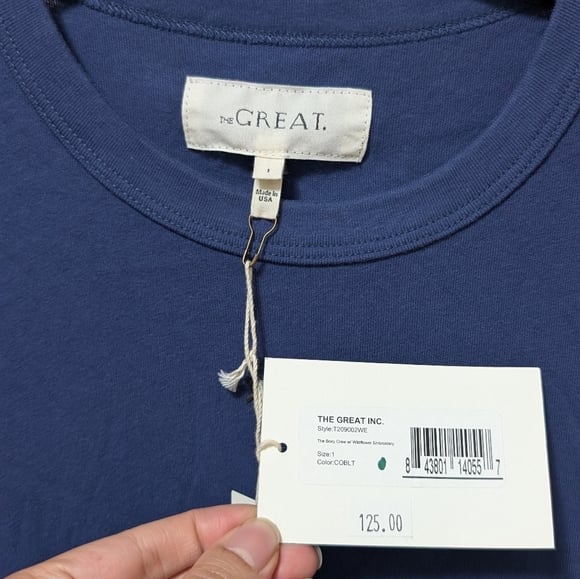 THE GREAT.
1
Made In
USA
THE GREAT INC.
Style:T209002WE
The Boxy Crew w/ Wildflower Embroidery
Size:1
Color:COBLT
8 43801 14055 7
125.00